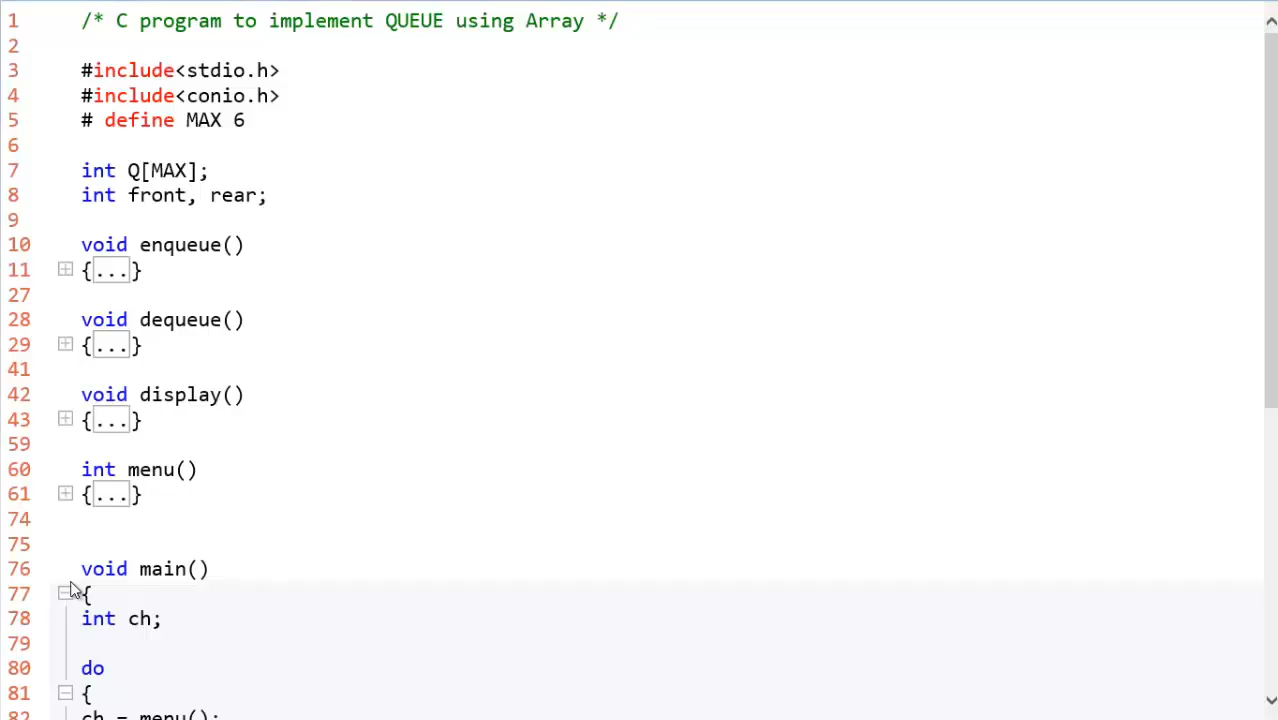 1 /* C program to implement QUEUE using Array */
2
3 #include<stdio.h>
4 #include<conio.h>
5 # define MAX 6
6
7 int Q[MAX];
8 int front, rear;
9
10 void enqueue()
11 {...}
27
28 void dequeue()
29 {...}
41
42 void display()
43 {...}
59
60 int menu()
61 {...}
74
75
76 void main()
77 {
78 int ch;
79
80 do
81 {
82 ch = menu();